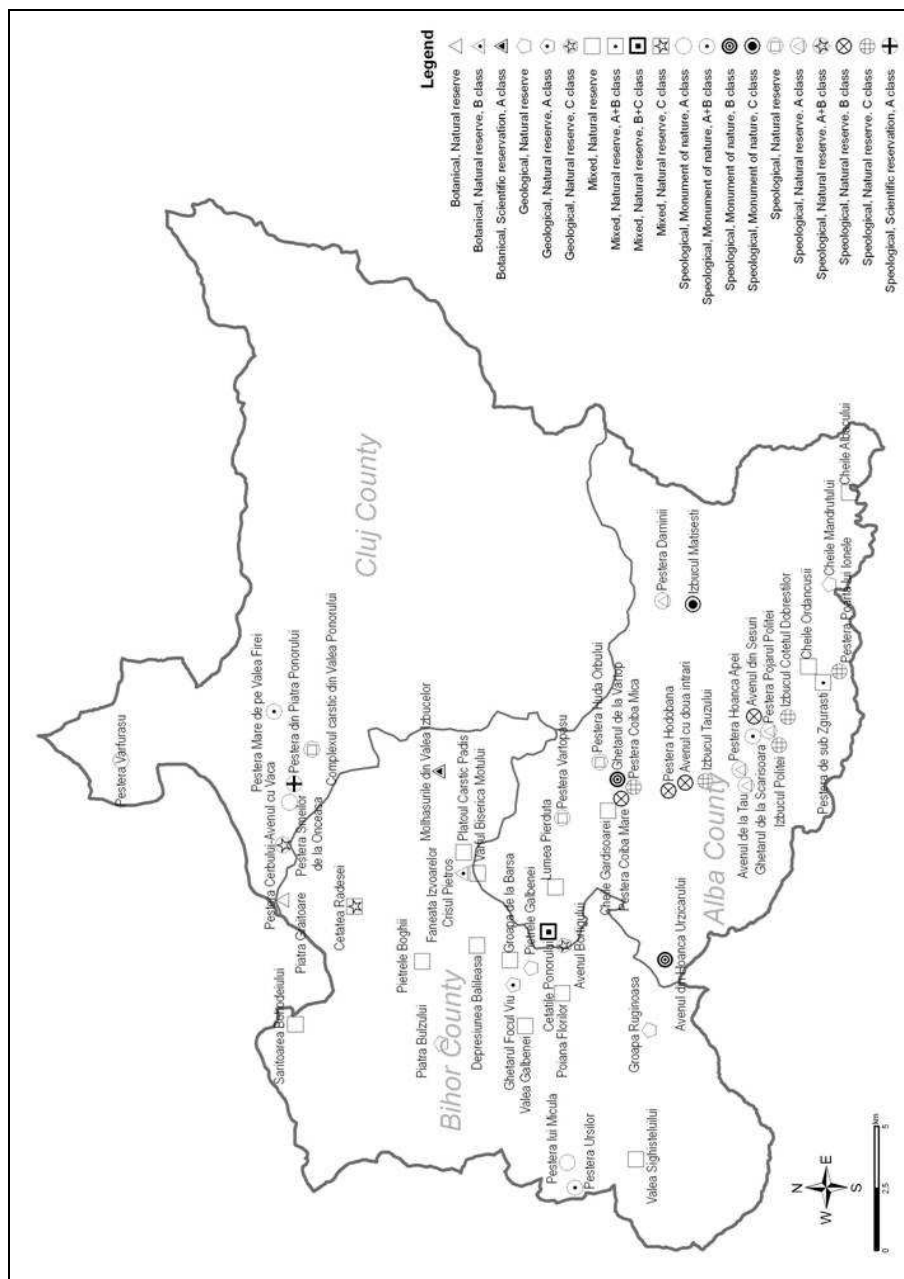 Legend
Botanical, Natural reserve
Botanical, Natural reserve, B class
Botanical, Scientific reservation, A class
Geological, Natural reserve
Geological, Natural reserve, A class
Geological, Natural reserve, C class
Mixed, Natural reserve
Mixed, Natural reserve, A+B class
Mixed, Natural reserve, B+C class
Mixed, Natural reserve, C class
Speological, Monument of nature, A class
Speological, Monument of nature, A+B class
Speological, Monument of nature, B class
Speological, Monument of nature, C class
Speological, Natural reserve
Speological, Natural reserve, A class
Speological, Natural reserve, A+B class
Speological, Natural reserve, B class
Speological, Natural reserve, C class
Speological, Scientific reservation, A class
Cluj County
Bihor County
Alba County
Pestera Varfurasu
Pestera Mare de pe Valea Firei
Pestera Cerbului-Avenul cu Vaca
Pestera din Piatra Ponorului
Pestera Smeilor
de la Onceasa
Complexul carstic din Valea Ponorului
Piatra Graitoare
Cetatea Radesei
Saritoarea Bohodeiului
Molhasurile din Valea Izbucelor
Faneata Izvoarelor
Crisul Pietros
Platoul Carstic Padis
Varful Biserica Motului
Pietrele Boghii
Piatra Bulzului
Depresiunea Balileasa
Groapa de la Barsa
Ghetarul Focul Viu
Pietrele Galbenei
Valea Galbenei
Cetatile Ponorului
Lumea Pierduta
Pestera Vartopasu
Poiana Florilor
Avenul Bortigului
Pestera lui Micula
Pestera Ursilor
Valea Sighisteluilui
Groapa Ruginoasa
Pestera Huda Orbului
Ghetarul de la Vartop
Cheile Gardisoarei
Pestera Coiba Mica
Pestera Coiba Mare
Avenul din Hoanca Urzicarului
Pestera Hodobana
Avenul cu doua intrari
Izbucul Tauzului
Pestera Darninii
Izbucul Matisesti
Pestera Hoanca Apei
Avenul de la Tau
Avenul din Sesuri
Ghetarul de la Scarisoara
Pestera Pojarul Politei
Izbucul Politei
Izbucul Cotetul Dobrestilor
Cheile Ordancusii
Pestera de sub Zgurasti
Pestera Poarta lui Ionele
Cheile Mandrutului
Cheile Albacului
N
W
E
S
0
2.5
5
km